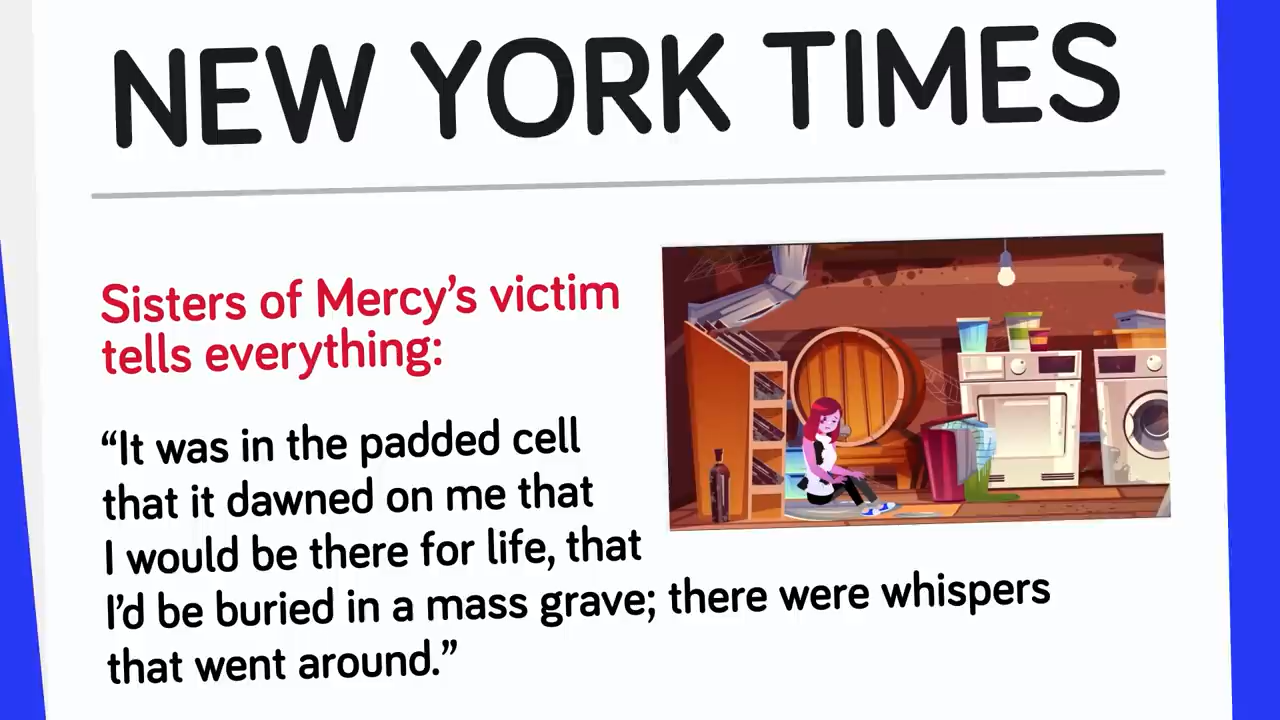 NEW YORK TIMES
Sisters of Mercy’s victim
tells everything:
“It was in the padded cell
that it dawned on me that
I would be there for life, that
I’d be buried in a mass grave; there were whispers
that went around.”